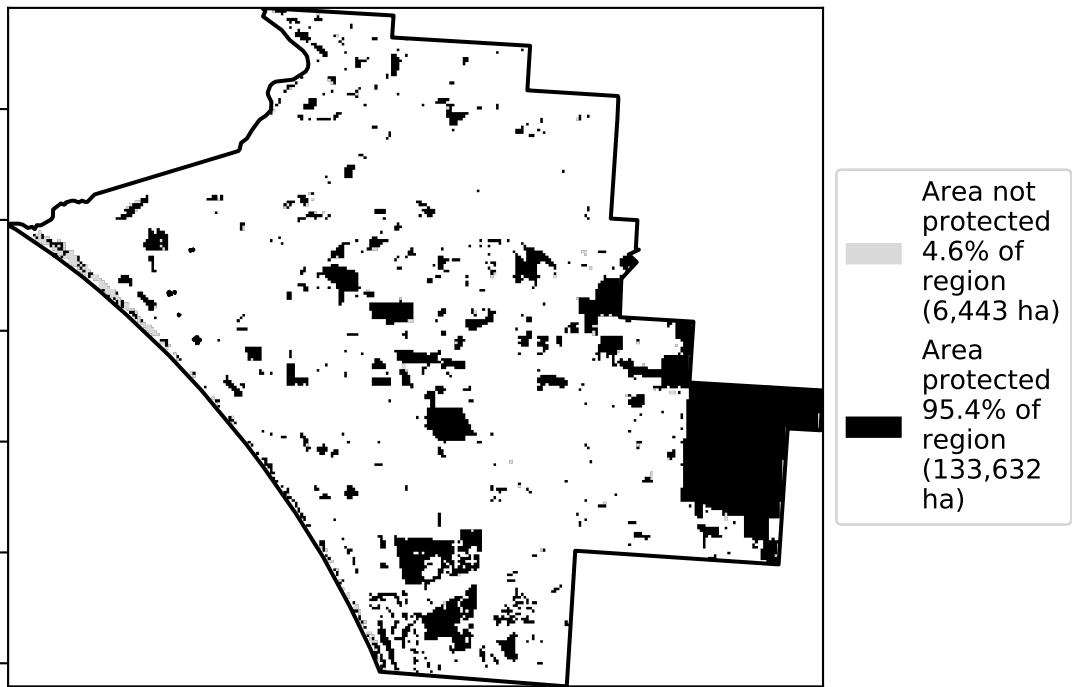 Area not
protected
4.6% of
region
(6,443 ha)
Area
protected
95.4% of
region
(133,632
ha)